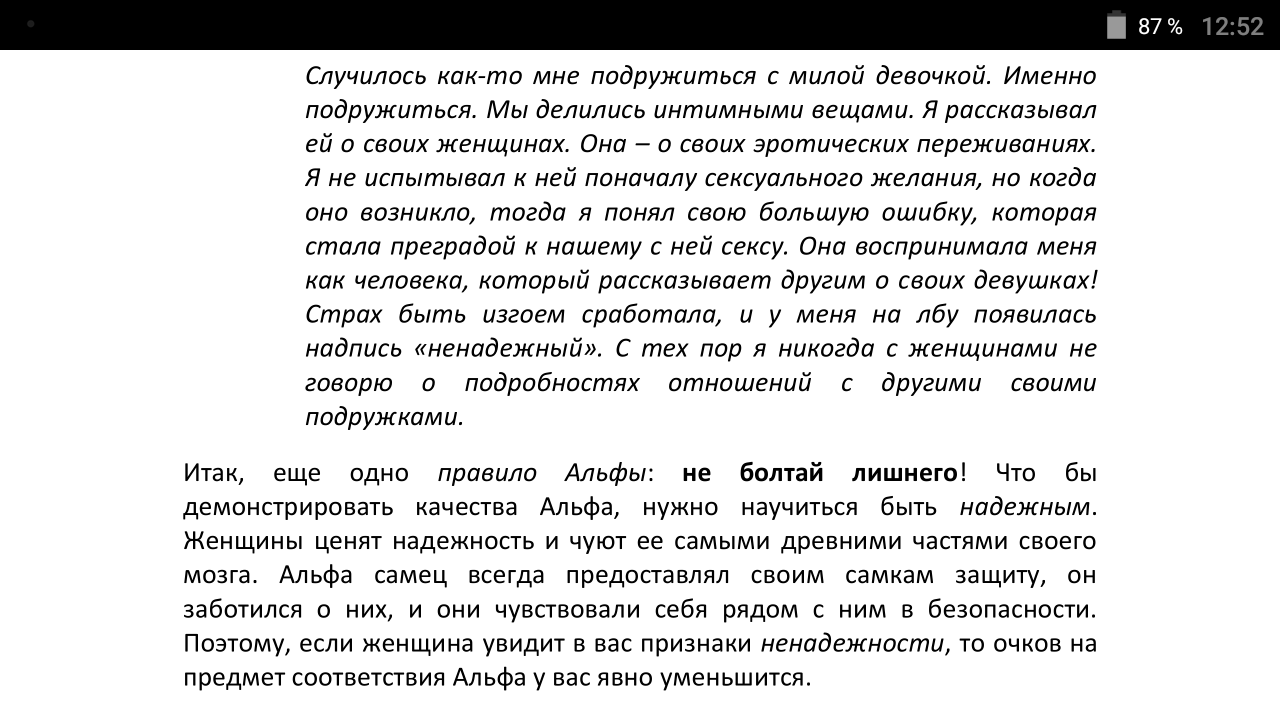 87 % 12:52
Случилось как-то мне подружиться с милой девочкой. Именно
подружиться. Мы делились интимными вещами. Я рассказывал
ей о своих женщинах. Она – о своих эротических переживаниях.
Я не испытывал к ней поначалу сексуального желания, но когда
оно возникло, тогда я понял свою большую ошибку, которая
стала преградой к нашему с ней сексу. Она воспринимала меня
как человека, который рассказывает другим о своих девушках!
Страх быть изгоем сработала, и у меня на лбу появилась
надпись «ненадежный». С тех пор я никогда с женщинами не
говорю о подробностях отношений с другими своими
подружками.
Итак, еще одно правило Альфы: не болтай лишнего! Что бы
демонстрировать качества Альфа, нужно научиться быть надежным.
Женщины ценят надежность и чуют ее самыми древними частями своего
мозга. Альфа самец всегда предоставлял своим самкам защиту, он
заботился о них, и они чувствовали себя рядом с ним в безопасности.
Поэтому, если женщина увидит в вас признаки ненадежности, то очков на
предмет соответствия Альфа у вас явно уменьшится.